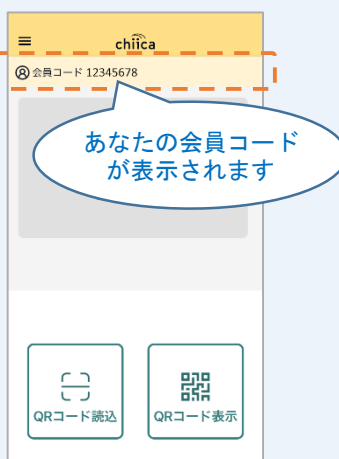 chiica
会員コード 12345678
あなたの会員コード
が表示されます
QRコード読込
QRコード表示